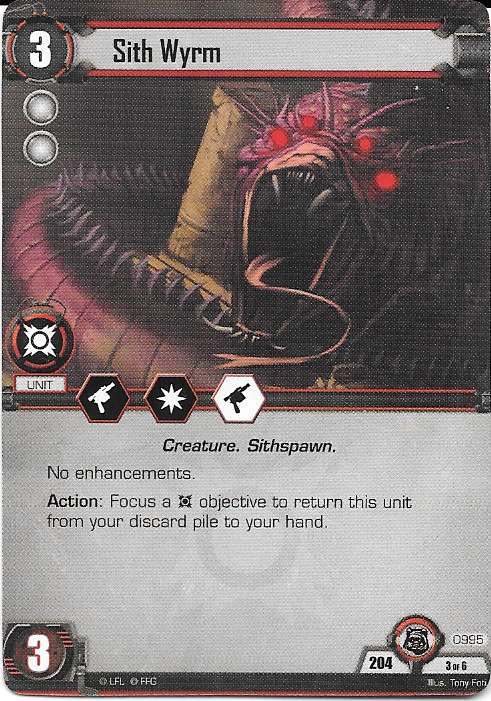 3
Sith Wyrm
UNIT
Creature. Sithspawn.
No enhancements.
Action: Focus a objective to return this unit
from your discard pile to your hand.
3
204
0995
3 OF 6
© LFL © FFG
Illus. Tony Foti